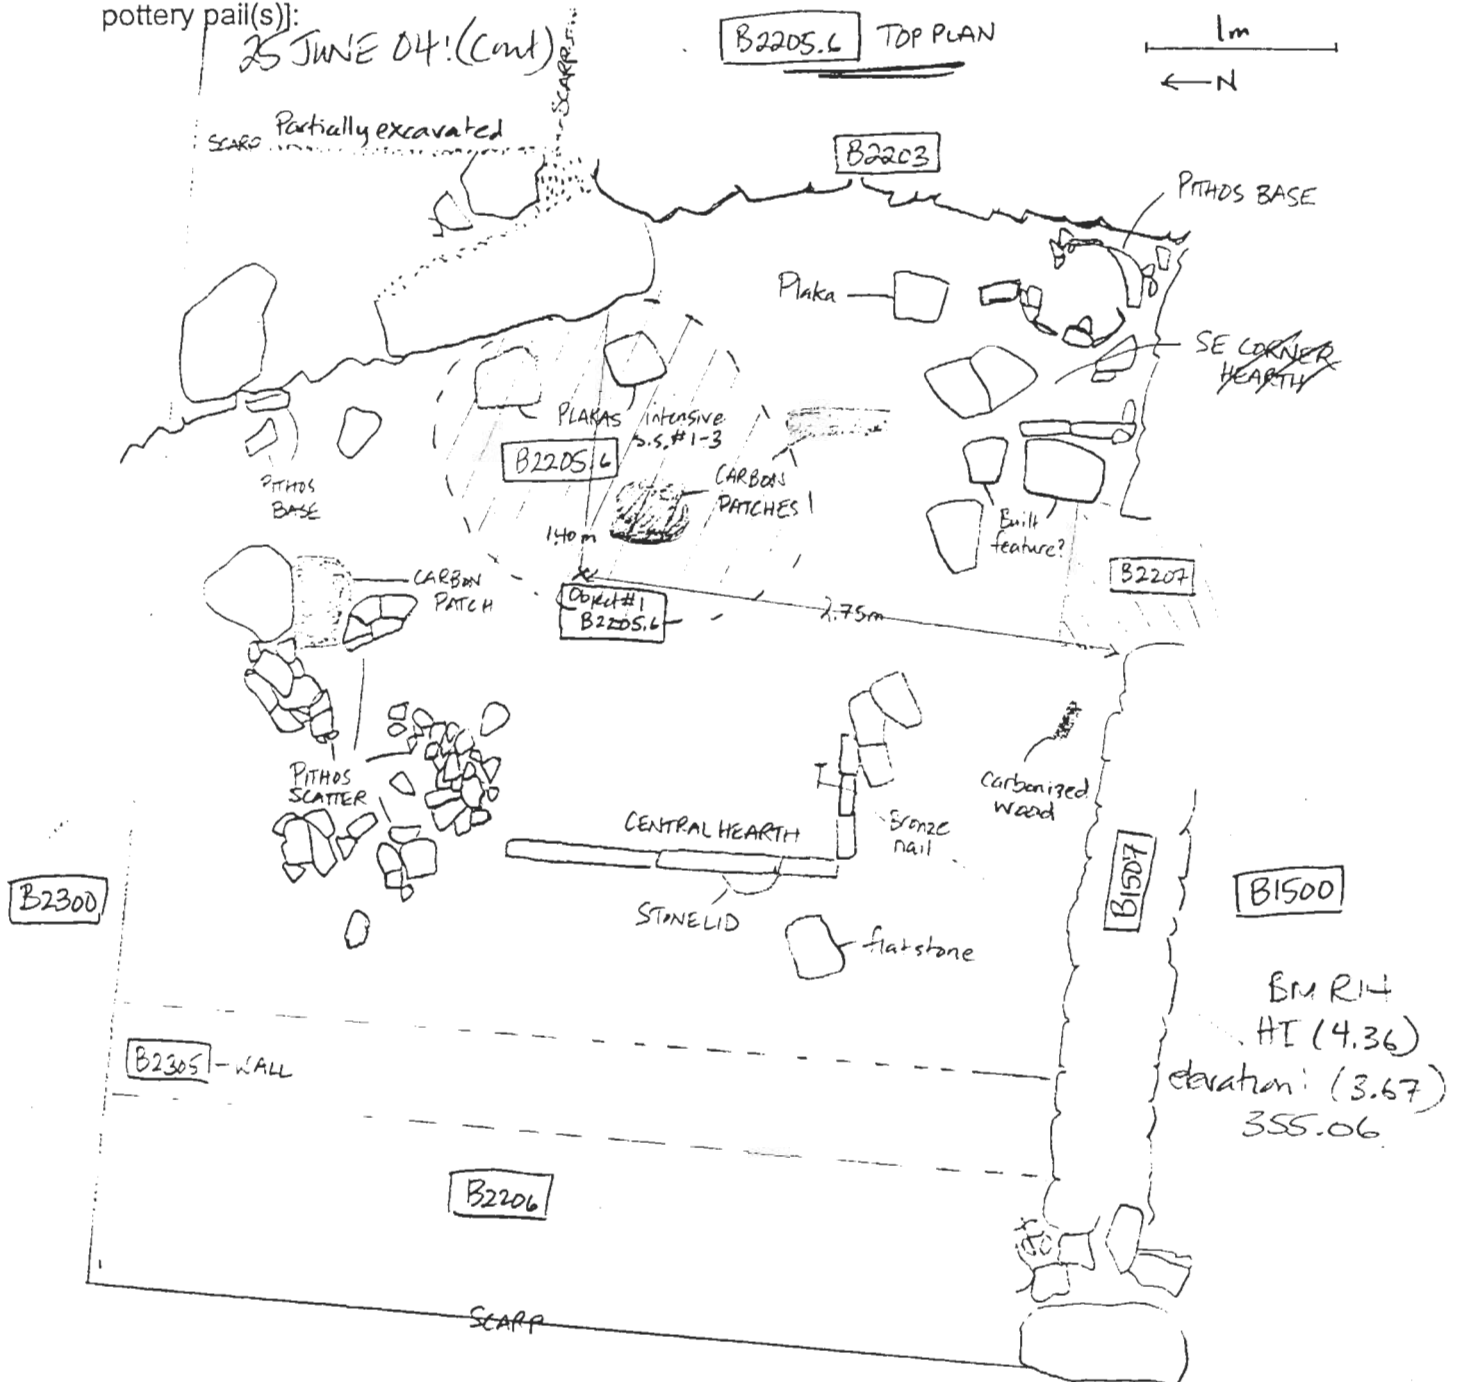 pottery pail(s)]:
25 JUNE 04! (Cont)
B2205.6 TOP PLAN
1m
← N
SCARP
SCARP Partially excavated
B2203
PITHOS BASE
Plaka
SE CORNER
HEARTH
PLAKAS
intensive
S.S. #1-3
B2205.6
CARBON
PATCHES
PITHOS
BASE
1.40m
Built
feature?
B2207
CARBON
PATCH
Object #1
B2205.6
2.75m
PITHOS
SCATTER
carbonized
wood
CENTRAL HEARTH
Bronze
nail
B1507
B2300
STONE LID
flatstone
B1500
BM R14
HI (4.36)
elevation: (3.67)
355.06
B2305 - WALL
B2206
SCARP